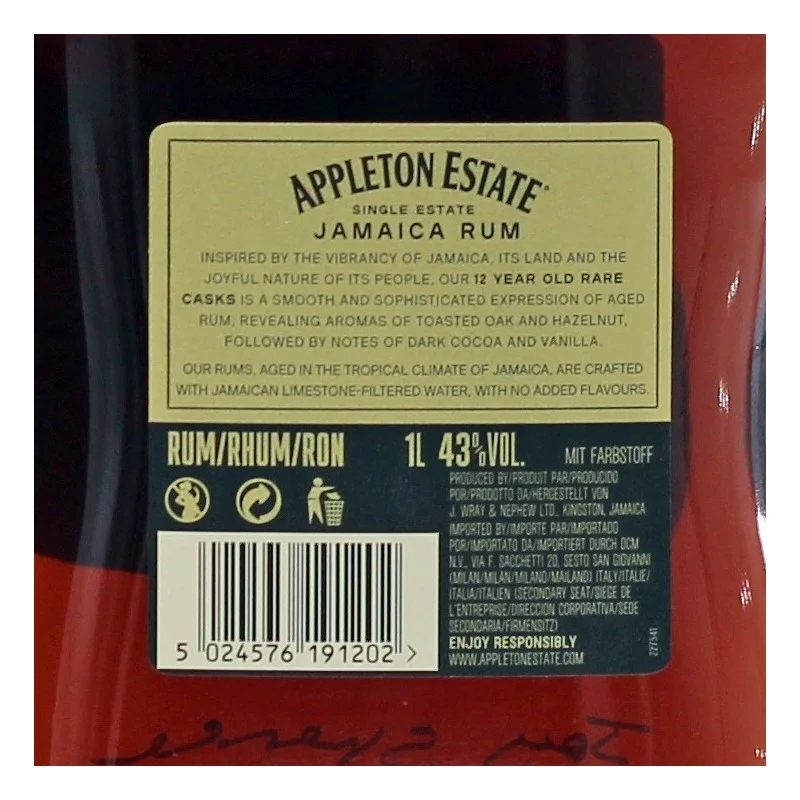 APPLETON ESTATE®
SINGLE ESTATE
JAMAICA RUM
INSPIRED BY THE VIBRANCY OF JAMAICA, ITS LAND AND THE
JOYFUL NATURE OF ITS PEOPLE, OUR 12 YEAR OLD RARE
CASKS IS A SMOOTH AND SOPHISTICATED EXPRESSION OF AGED
RUM, REVEALING AROMAS OF TOASTED OAK AND HAZELNUT,
FOLLOWED BY NOTES OF DARK COCOA AND VANILLA.
OUR RUMS, AGED IN THE TROPICAL CLIMATE OF JAMAICA, ARE CRAFTED
WITH JAMAICAN LIMESTONE-FILTERED WATER, WITH NO ADDED FLAVOURS.
RUM/RHUM/RON 1L 43% VOL. MIT FARBSTOFF
PRODUCED BY/PRODUIT PAR/PRODUCIDO
POR/PRODOTTO DA/HERGESTELLT VON
J. WRAY & NEPHEW LTD., KINGSTON, JAMAICA
IMPORTED BY/IMPORTE PAR/IMPORTADO
POR/IMPORTATO DA/IMPORTIERT DURCH DCM
N.V., VIA F. SACCHETTI 20, SESTO SAN GIOVANNI
(MILAN/MILAN/MILANO/MAILAND) ITALY/ITALIE/
ITALIA/ITALIEN (SECONDARY SEAT/SIEGE DE
L'ENTREPRISE/DIRECCION CORPORATIVA/SEDE
SECONDARIA/FIRMENSITZ)
ENJOY RESPONSIBLY
WWW.APPLETONESTATE.COM
227541
5 024576 191202 >